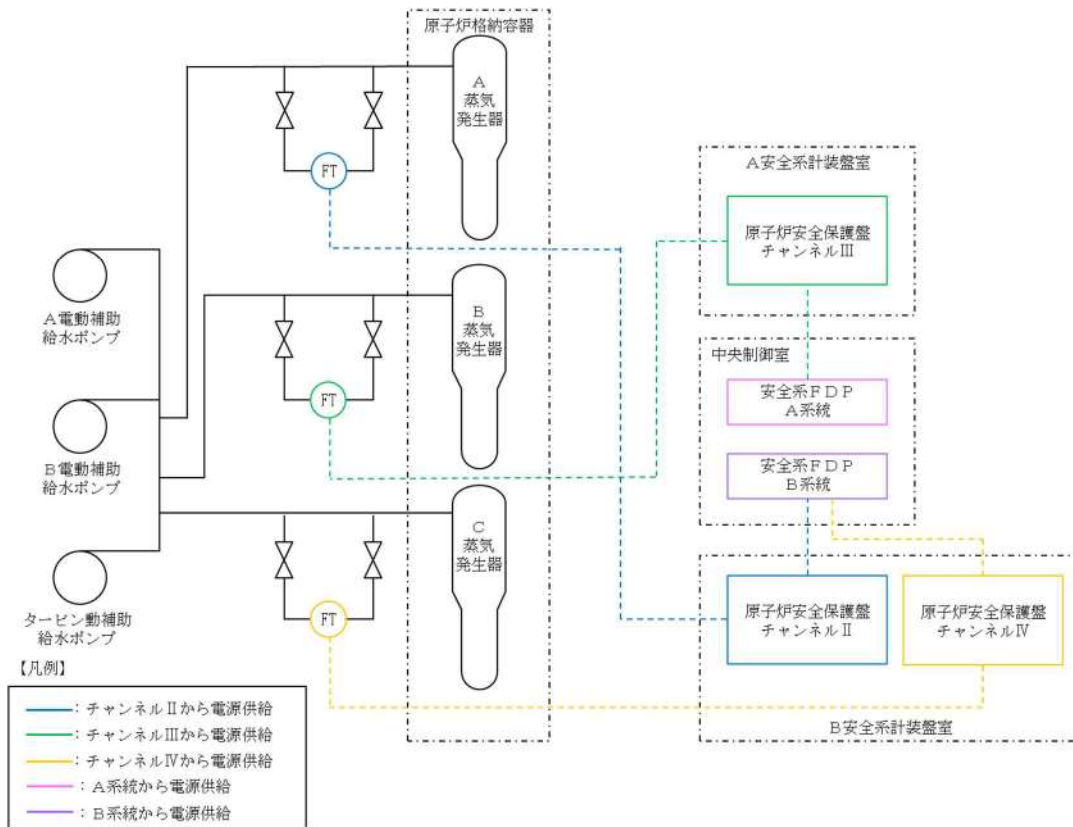 原子炉格納容器
A
蒸気
発生器
FT
A安全系計装盤室
原子炉安全保護盤
チャンネルⅢ
A電動補助
給水ポンプ
B
蒸気
発生器
FT
中央制御室
安全系FDP
A系統
B電動補助
給水ポンプ
安全系FDP
B系統
C
蒸気
発生器
FT
原子炉安全保護盤
チャンネルⅡ
原子炉安全保護盤
チャンネルⅣ
タービン動補助
給水ポンプ
B安全系計装盤室
【凡例】
：チャンネルⅡから電源供給
：チャンネルⅢから電源供給
：チャンネルⅣから電源供給
：A系統から電源供給
：B系統から電源供給